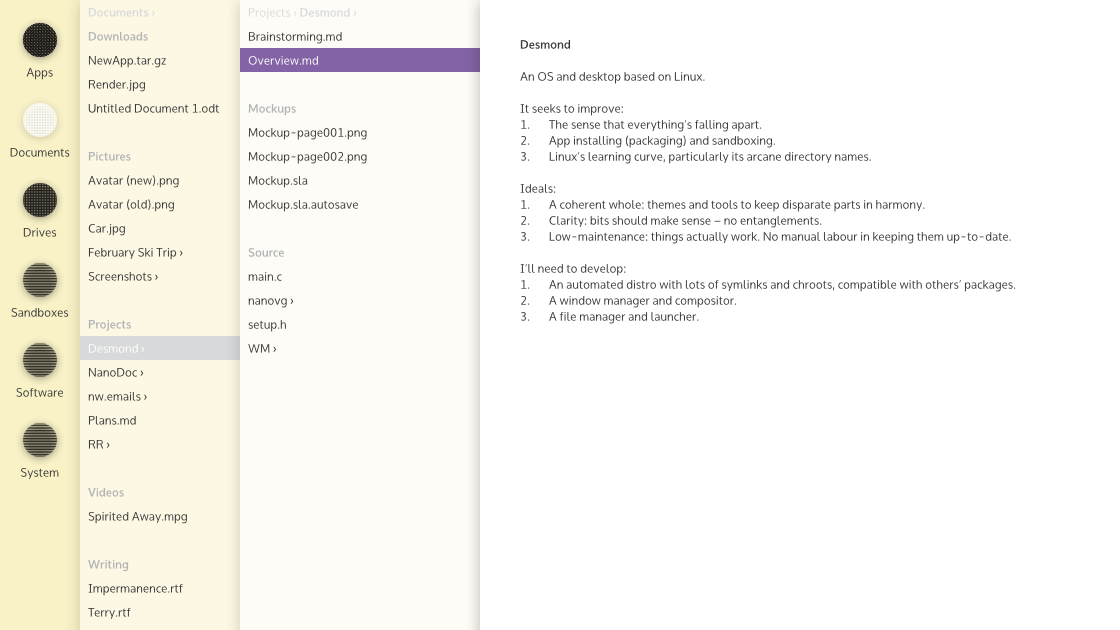 Apps
Documents
Drives
Sandboxes
Software
System
Documents ›
Downloads
NewApp.tar.gz
Render.jpg
Untitled Document 1.odt
Pictures
Avatar (new).png
Avatar (old).png
Car.jpg
February Ski Trip ›
Screenshots ›
Projects
Desmond ›
NanoDoc ›
nw.emails ›
Plans.md
RR ›
Videos
Spirited Away.mpg
Writing
Impermanence.rtf
Terry.rtf
Projects › Desmond ›
Brainstorming.md
Overview.md
Mockups
Mockup-page001.png
Mockup-page002.png
Mockup.sla
Mockup.sla.autosave
Source
main.c
nanovg ›
setup.h
WM ›
Desmond
An OS and desktop based on Linux.
It seeks to improve:
1. The sense that everything's falling apart.
2. App installing (packaging) and sandboxing.
3. Linux's learning curve, particularly its arcane directory names.
Ideals:
1. A coherent whole: themes and tools to keep disparate parts in harmony.
2. Clarity: bits should make sense – no entanglements.
3. Low-maintenance: things actually work. No manual labour in keeping them up-to-date.
I'll need to develop:
1. An automated distro with lots of symlinks and chroots, compatible with others' packages.
2. A window manager and compositor.
3. A file manager and launcher.